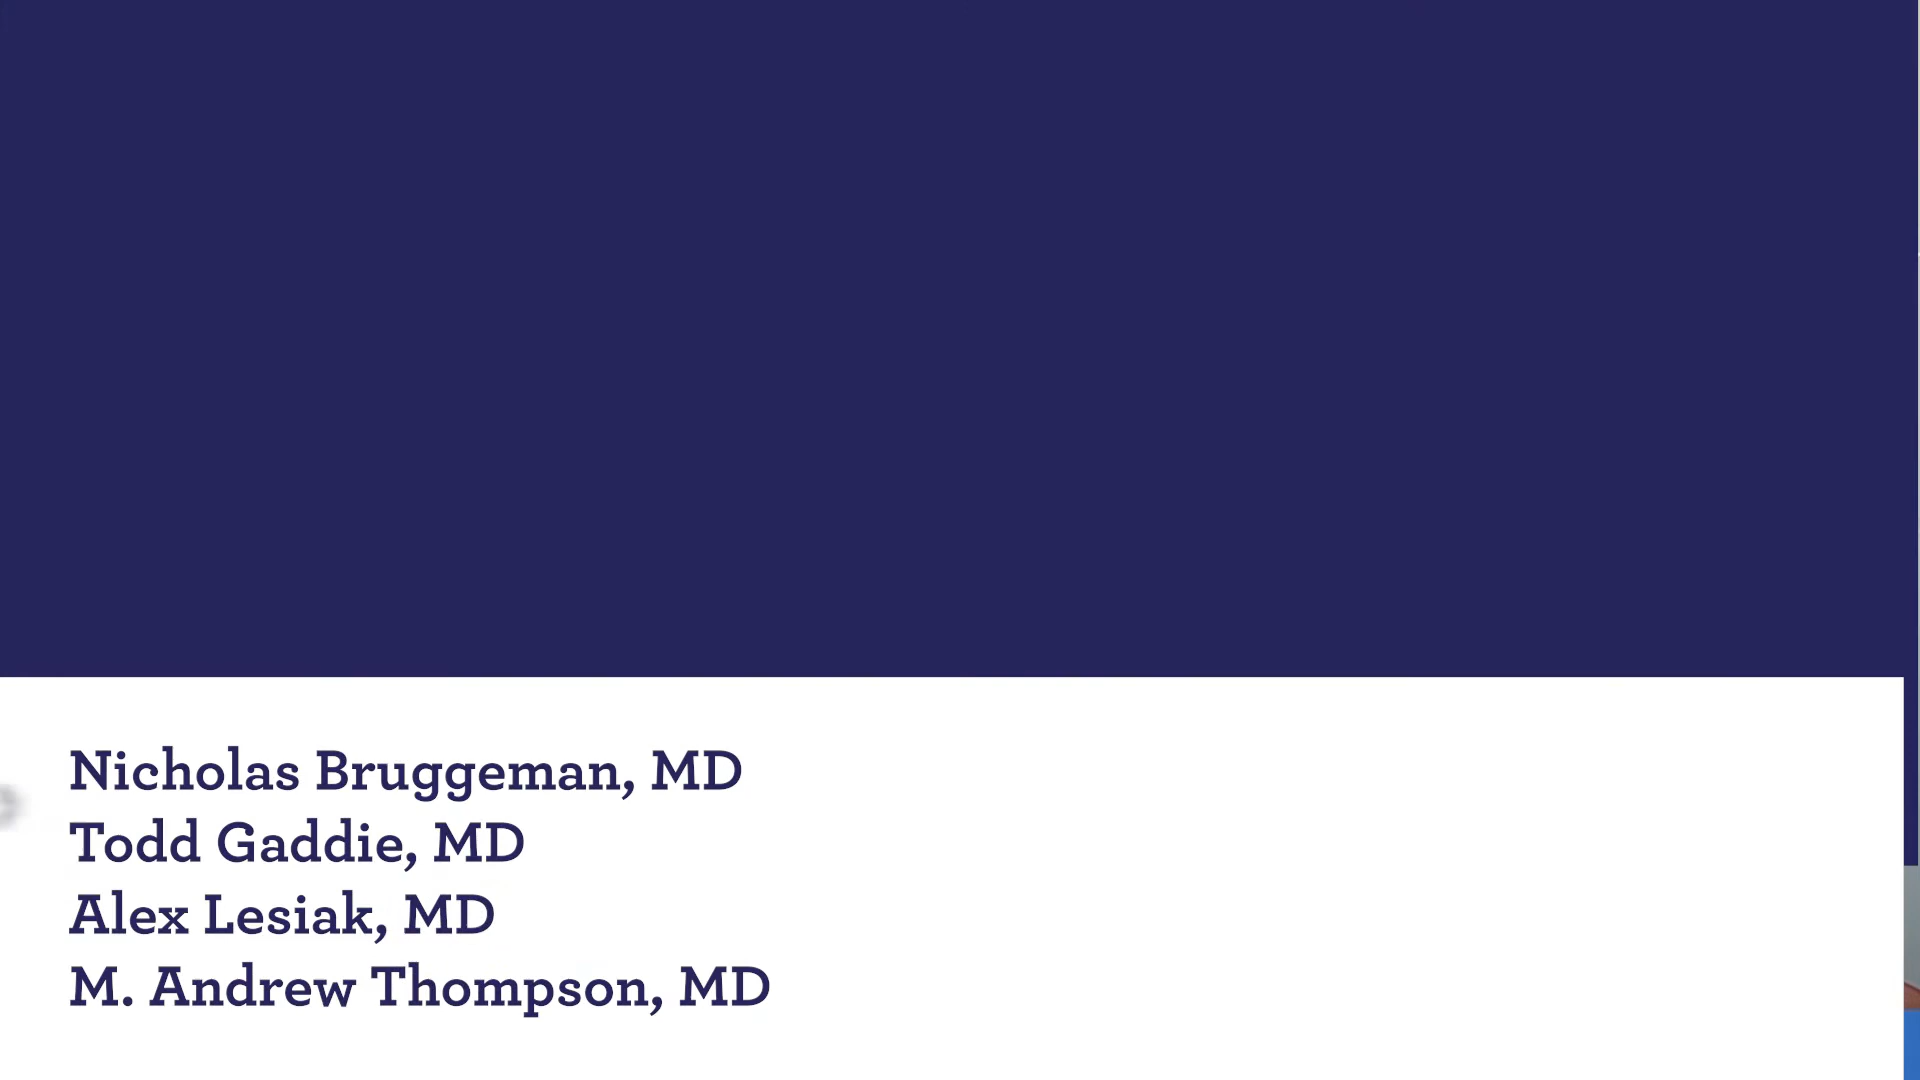 Nicholas Bruggeman, MD
Todd Gaddie, MD
Alex Lesiak, MD
M. Andrew Thompson, MD